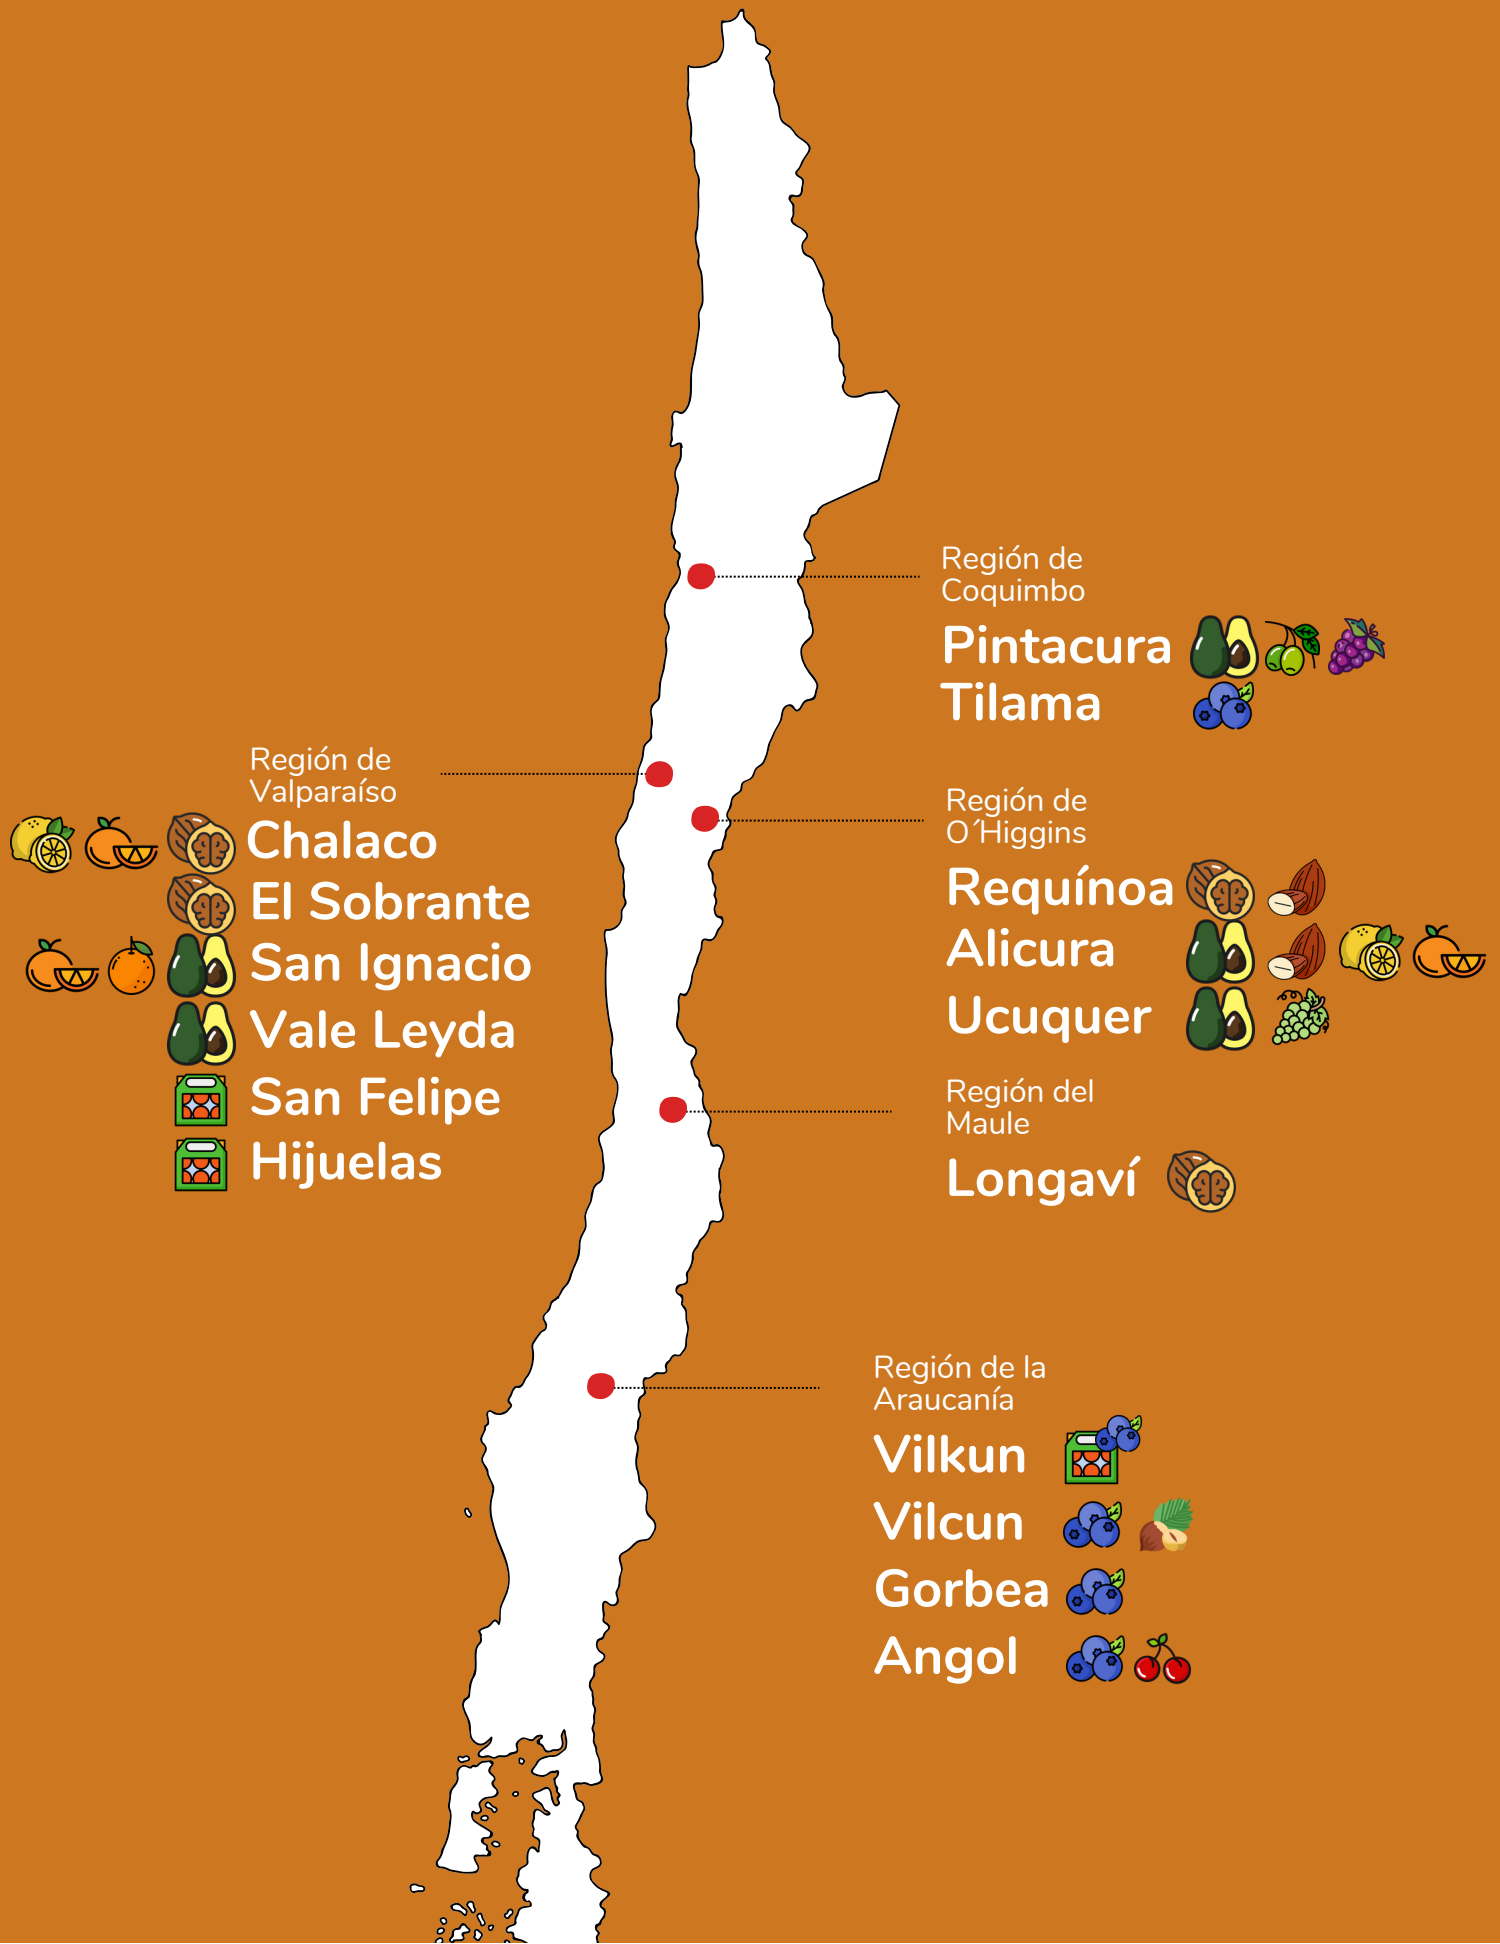 Región de
Coquimbo
Pintacura
Tilama
Región de
Valparaíso
Chalaco
El Sobrante
San Ignacio
Vale Leyda
San Felipe
Hijuelas
Región de
O´Higgins
Requínoa
Alicura
Ucuquer
Región del
Maule
Longaví
Región de la
Araucanía
Vilkun
Vilcun
Gorbea
Angol